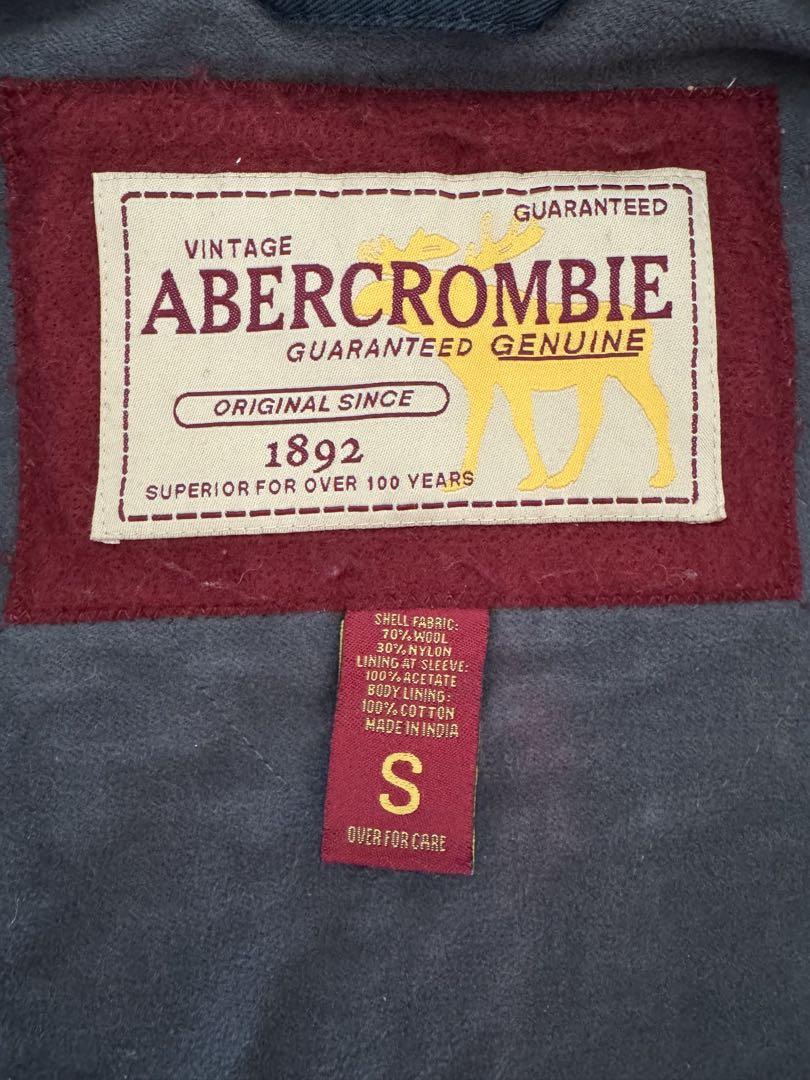 GUARANTEED
VINTAGE
ABERCROMBIE
GUARANTEED GENUINE
ORIGINAL SINCE
1892
SUPERIOR FOR OVER 100 YEARS
SHELL FABRIC:
70% WOOL
30% NYLON
LINING AT SLEEVE:
100% ACETATE
BODY LINING:
100% COTTON
MADE IN INDIA
S
OVER FOR CARE